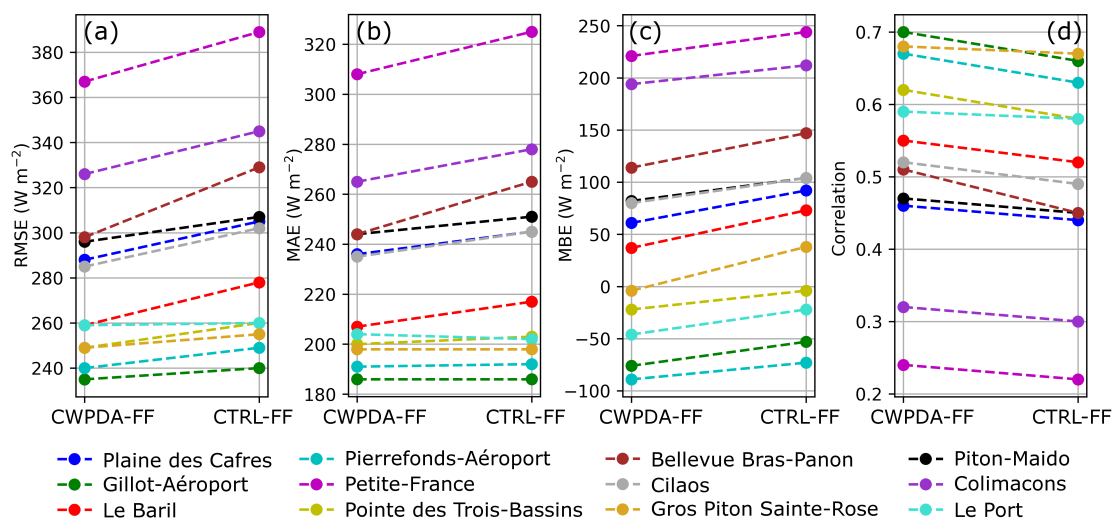 (a)
RMSE (W m⁻²)
380
360
340
320
300
280
260
240
CWPDA-FF CTRL-FF
(b)
MAE (W m⁻²)
320
300
280
260
240
220
200
180
CWPDA-FF CTRL-FF
(c)
MBE (W m⁻²)
250
200
150
100
50
0
−50
−100
CWPDA-FF CTRL-FF
(d)
Correlation
0.7
0.6
0.5
0.4
0.3
0.2
CWPDA-FF CTRL-FF
Plaine des Cafres
Gillot-Aéroport
Le Baril
Pierrefonds-Aéroport
Petite-France
Pointe des Trois-Bassins
Bellevue Bras-Panon
Cilaos
Gros Piton Sainte-Rose
Piton-Maido
Colimacons
Le Port